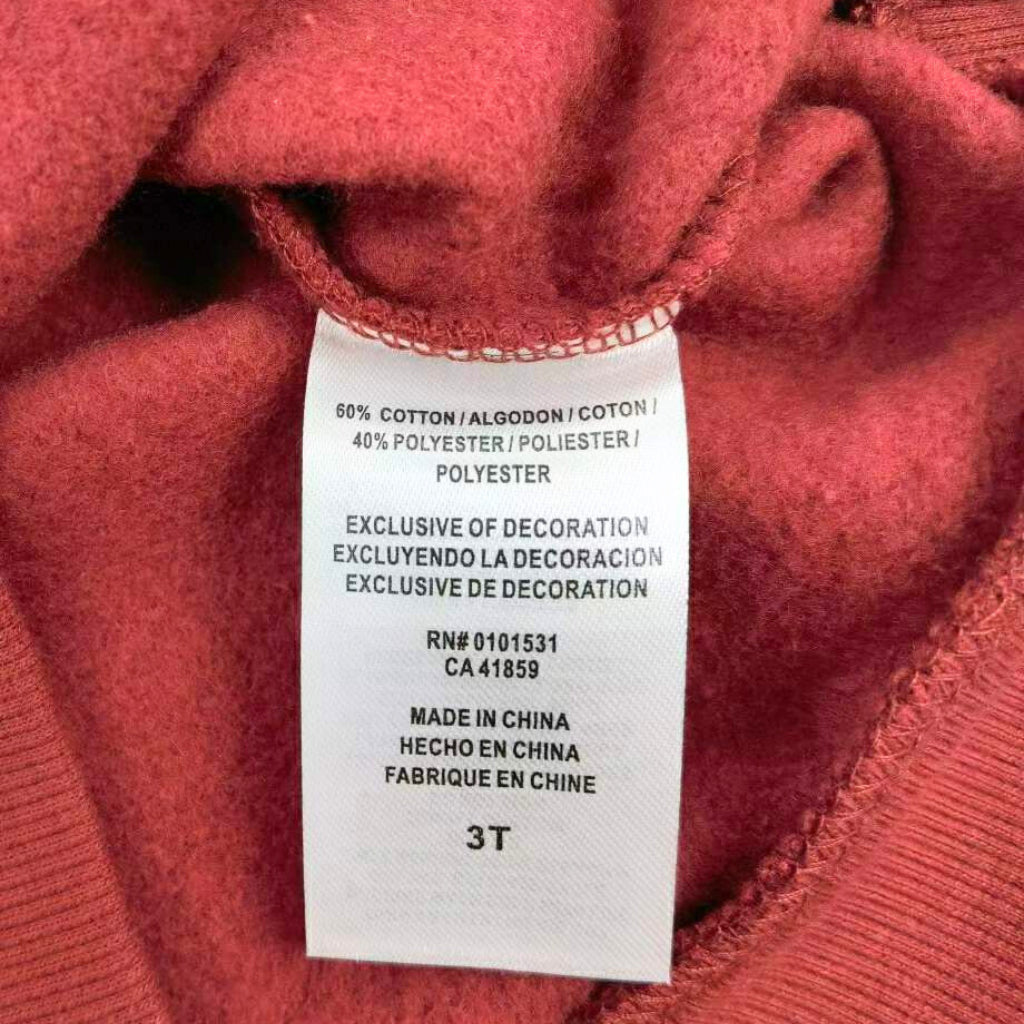 60% COTTON / ALGODON / COTON /
40% POLYESTER / POLIESTER /
POLYESTER
EXCLUSIVE OF DECORATION
EXCLUYENDO LA DECORACION
EXCLUSIVE DE DECORATION
RN# 0101531
CA 41859
MADE IN CHINA
HECHO EN CHINA
FABRIQUE EN CHINE
3T